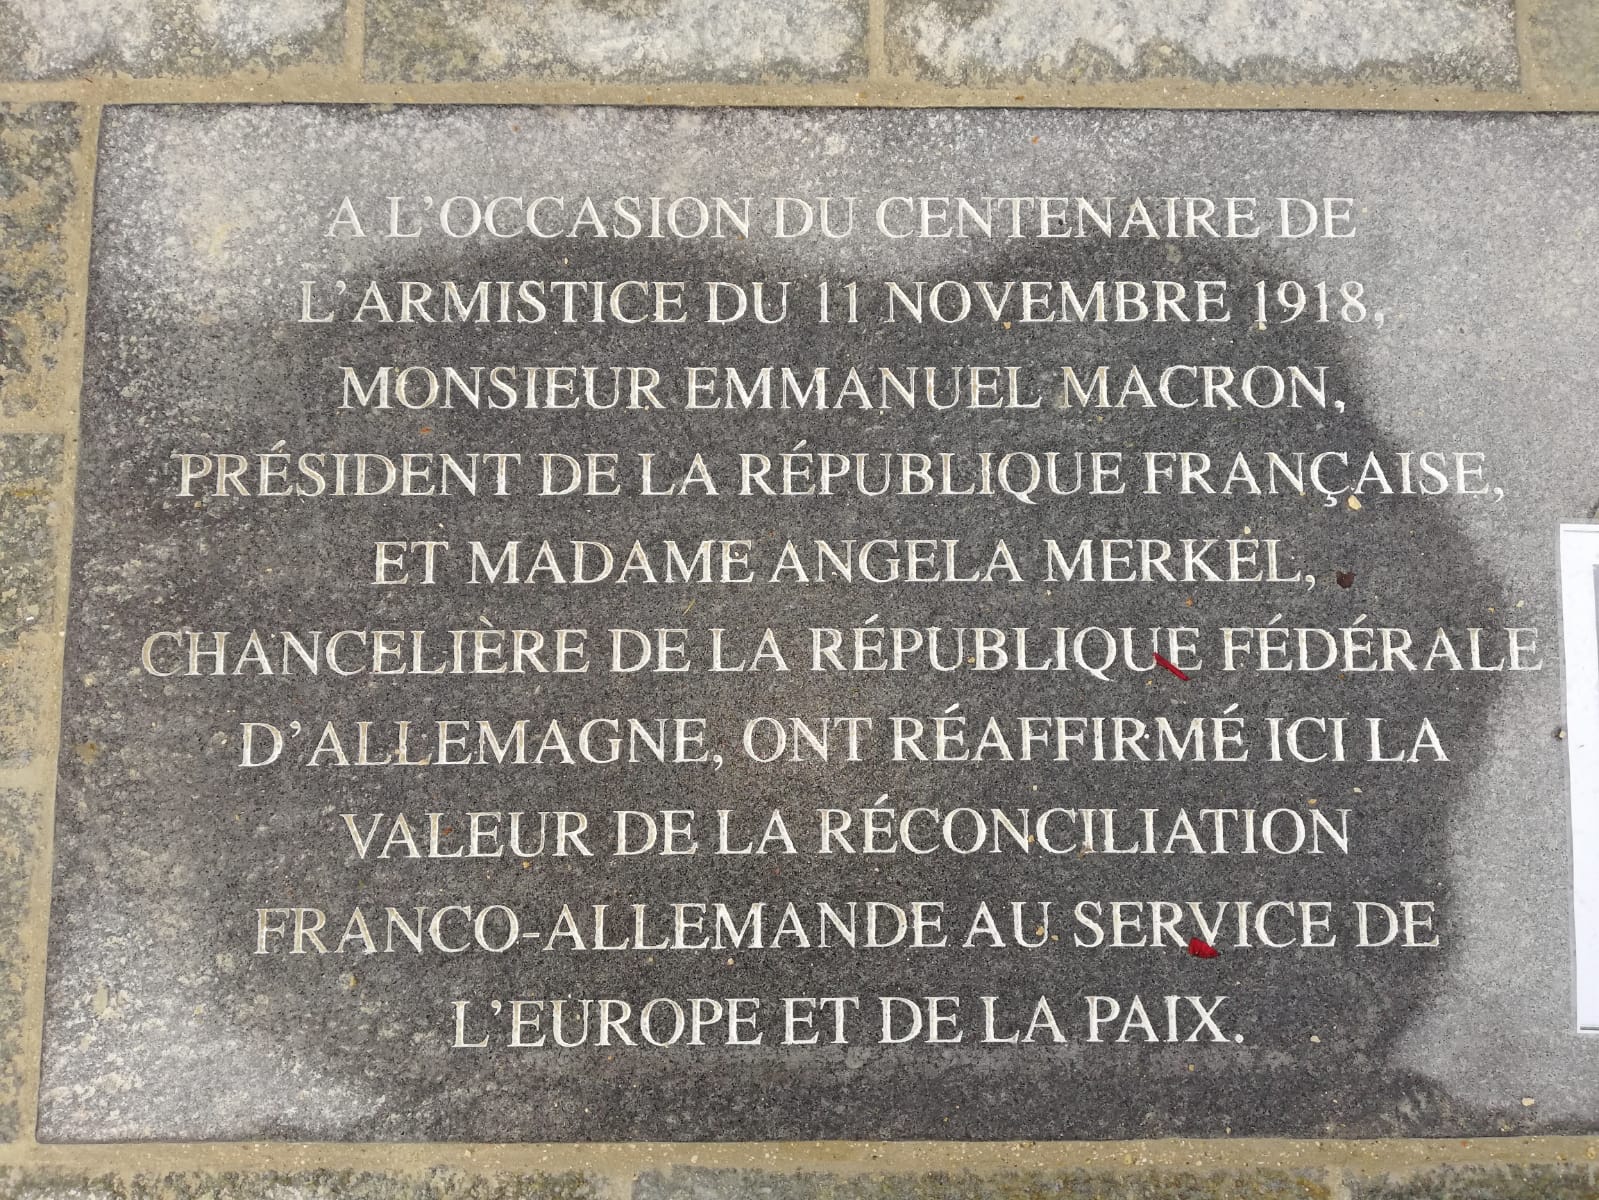 A L'OCCASION DU CENTENAIRE DE
L'ARMISTICE DU 11 NOVEMBRE 1918,
MONSIEUR EMMANUEL MACRON,
PRÉSIDENT DE LA RÉPUBLIQUE FRANÇAISE,
ET MADAME ANGELA MERKEL,
CHANCELIÈRE DE LA RÉPUBLIQUE FÉDÉRALE
D'ALLEMAGNE, ONT RÉAFFIRMÉ ICI LA
VALEUR DE LA RÉCONCILIATION
FRANCO-ALLEMANDE AU SERVICE DE
L'EUROPE ET DE LA PAIX.